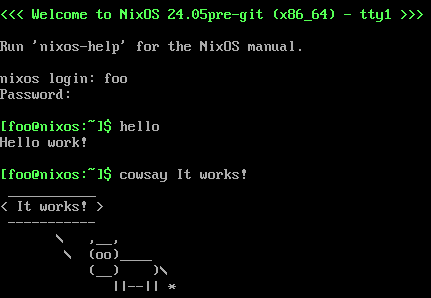 <<< Welcome to NixOS 24.05pre-git (x86_64) - tty1 >>>
Run 'nixos-help' for the NixOS manual.
nixos login: foo
Password:
[foo@nixos:~]$ hello
Hello work!
[foo@nixos:~]$ cowsay It works!
 ___________
< It works! >
 -----------
       \   ,__,
        \  (oo)____
           (__)    )\
              ||--|| *